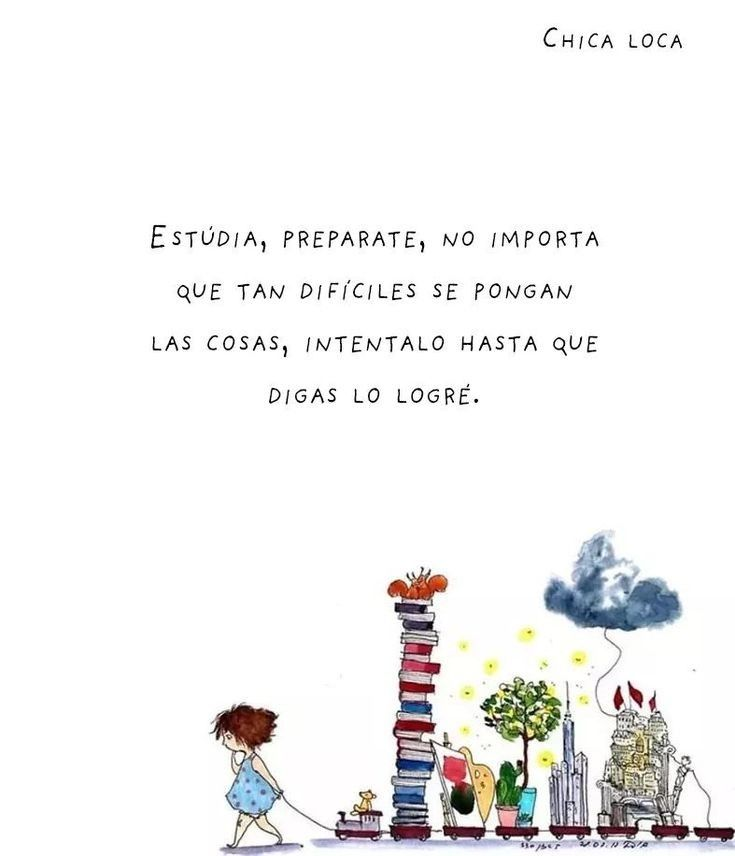 CHICA LOCA
ESTÚDIA, PREPARATE, NO IMPORTA
QUE TAN DIFÍCILES SE PONGAN
LAS COSAS, INTENTALO HASTA QUE
DIGAS LO LOGRÉ.